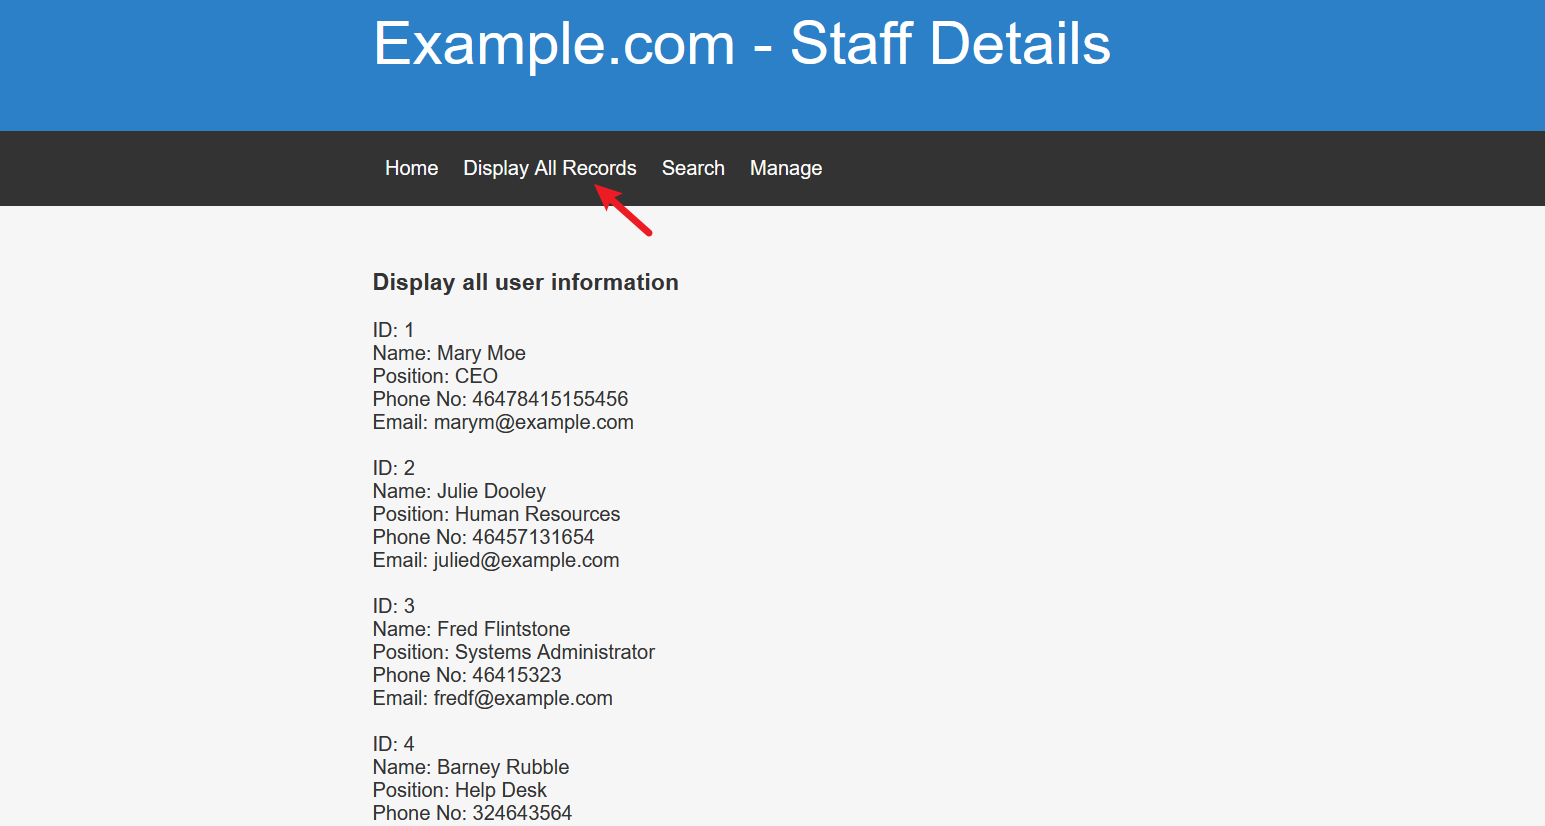 Example.com - Staff Details
Home Display All Records Search Manage
Display all user information
ID: 1
Name: Mary Moe
Position: CEO
Phone No: 46478415155456
Email: marym@example.com
ID: 2
Name: Julie Dooley
Position: Human Resources
Phone No: 46457131654
Email: julied@example.com
ID: 3
Name: Fred Flintstone
Position: Systems Administrator
Phone No: 46415323
Email: fredf@example.com
ID: 4
Name: Barney Rubble
Position: Help Desk
Phone No: 324643564